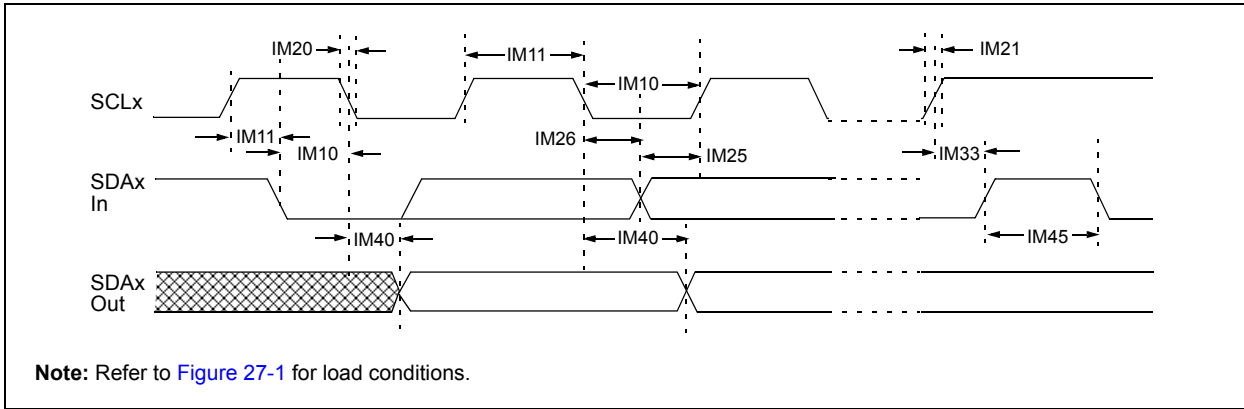 IM20
IM11
IM21
SCLx
IM10
IM11
IM10
IM26
IM25
IM33
SDAx
In
IM40
IM40
IM45
SDAx
Out
Note: Refer to Figure 27-1 for load conditions.